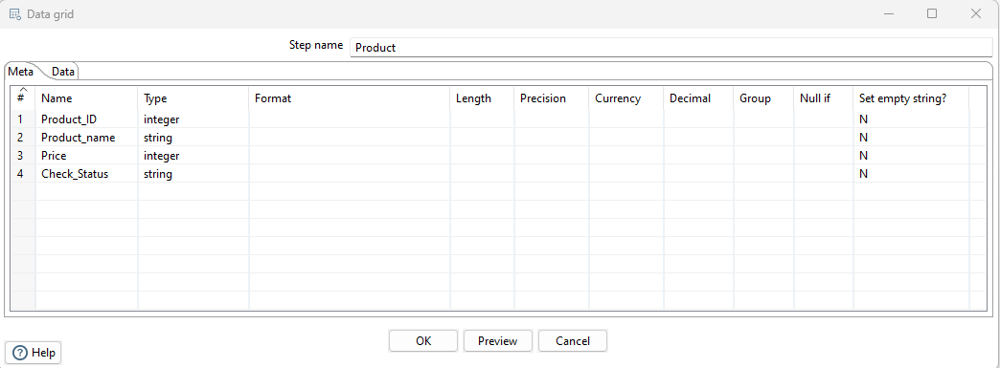 Data grid
Step name Product
Meta Data
# Name Type Format Length Precision Currency Decimal Group Null if Set empty string?
1 Product_ID integer N
2 Product_name string N
3 Price integer N
4 Check_Status string N
OK Preview Cancel
? Help